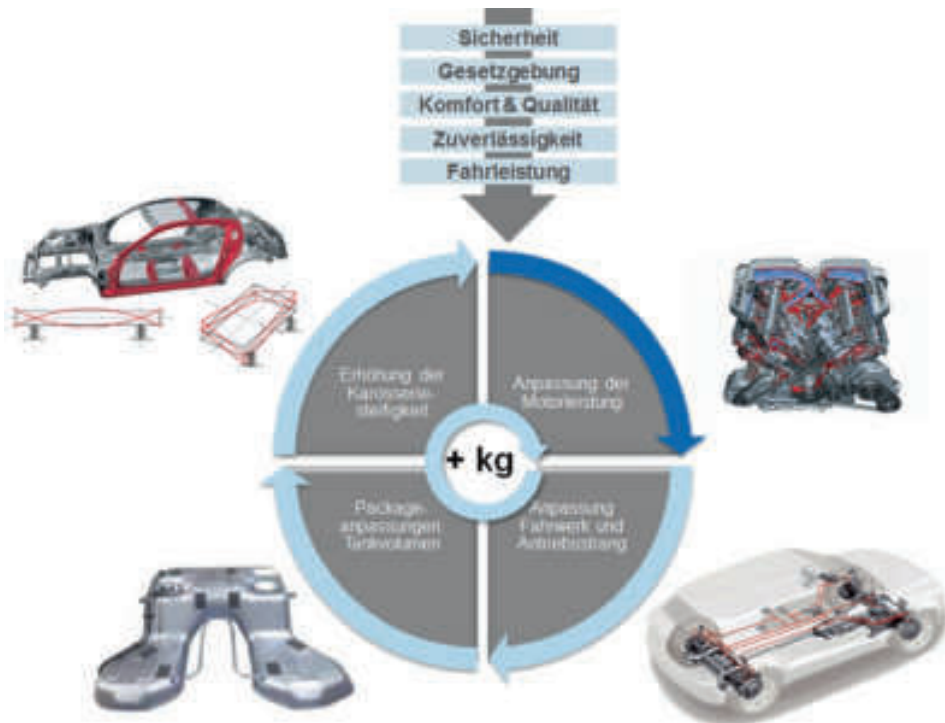 Sicherheit
Gesetzgebung
Komfort & Qualität
Zuverlässigkeit
Fahrleistung
Erhöhung der
Karosserie-
steifigkeit
Anpassung der
Motorleistung
+ kg
Package-
anpassungen
Tankvolumen
Anpassung
Fahrwerk und
Antriebsstrang